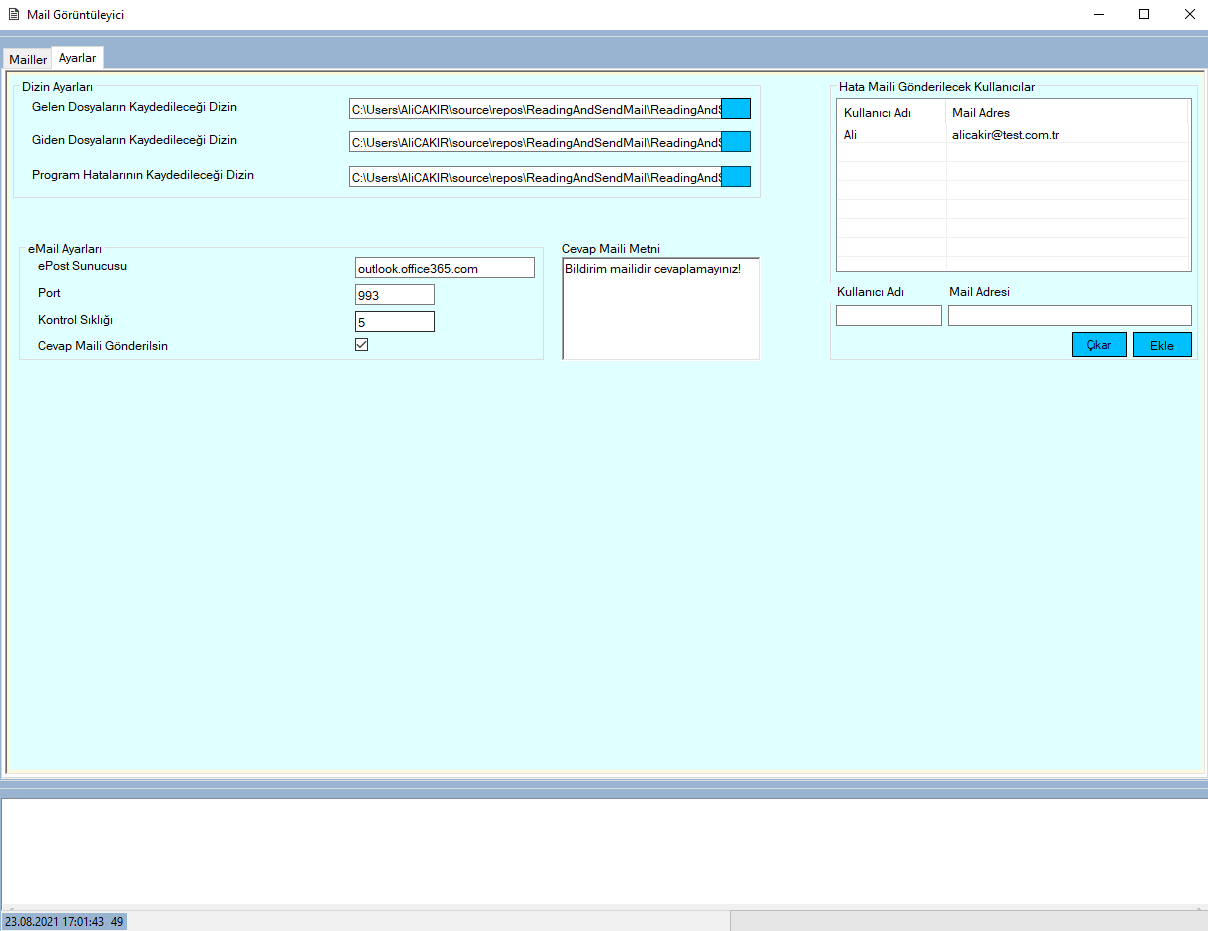 Mail Görüntüleyici
Mailler
Ayarlar
Dizin Ayarları
Gelen Dosyaların Kaydedileceği Dizin
C:\Users\AliCAKIR\source\repos\ReadingAndSendMail\ReadingAndS
Giden Dosyaların Kaydedileceği Dizin
C:\Users\AliCAKIR\source\repos\ReadingAndSendMail\ReadingAndS
Program Hatalarının Kaydedileceği Dizin
C:\Users\AliCAKIR\source\repos\ReadingAndSendMail\ReadingAndS
Hata Maili Gönderilecek Kullanıcılar
Kullanıcı Adı Mail Adres
Ali alicakir@test.com.tr
Kullanıcı Adı Mail Adresi
Çıkar Ekle
eMail Ayarları
ePost Sunucusu outlook.office365.com
Port 993
Kontrol Sıklığı 5
Cevap Maili Gönderilsin
Cevap Maili Metni
Bildirim mailidir cevaplamayınız!
23.08.2021 17:01:43 49